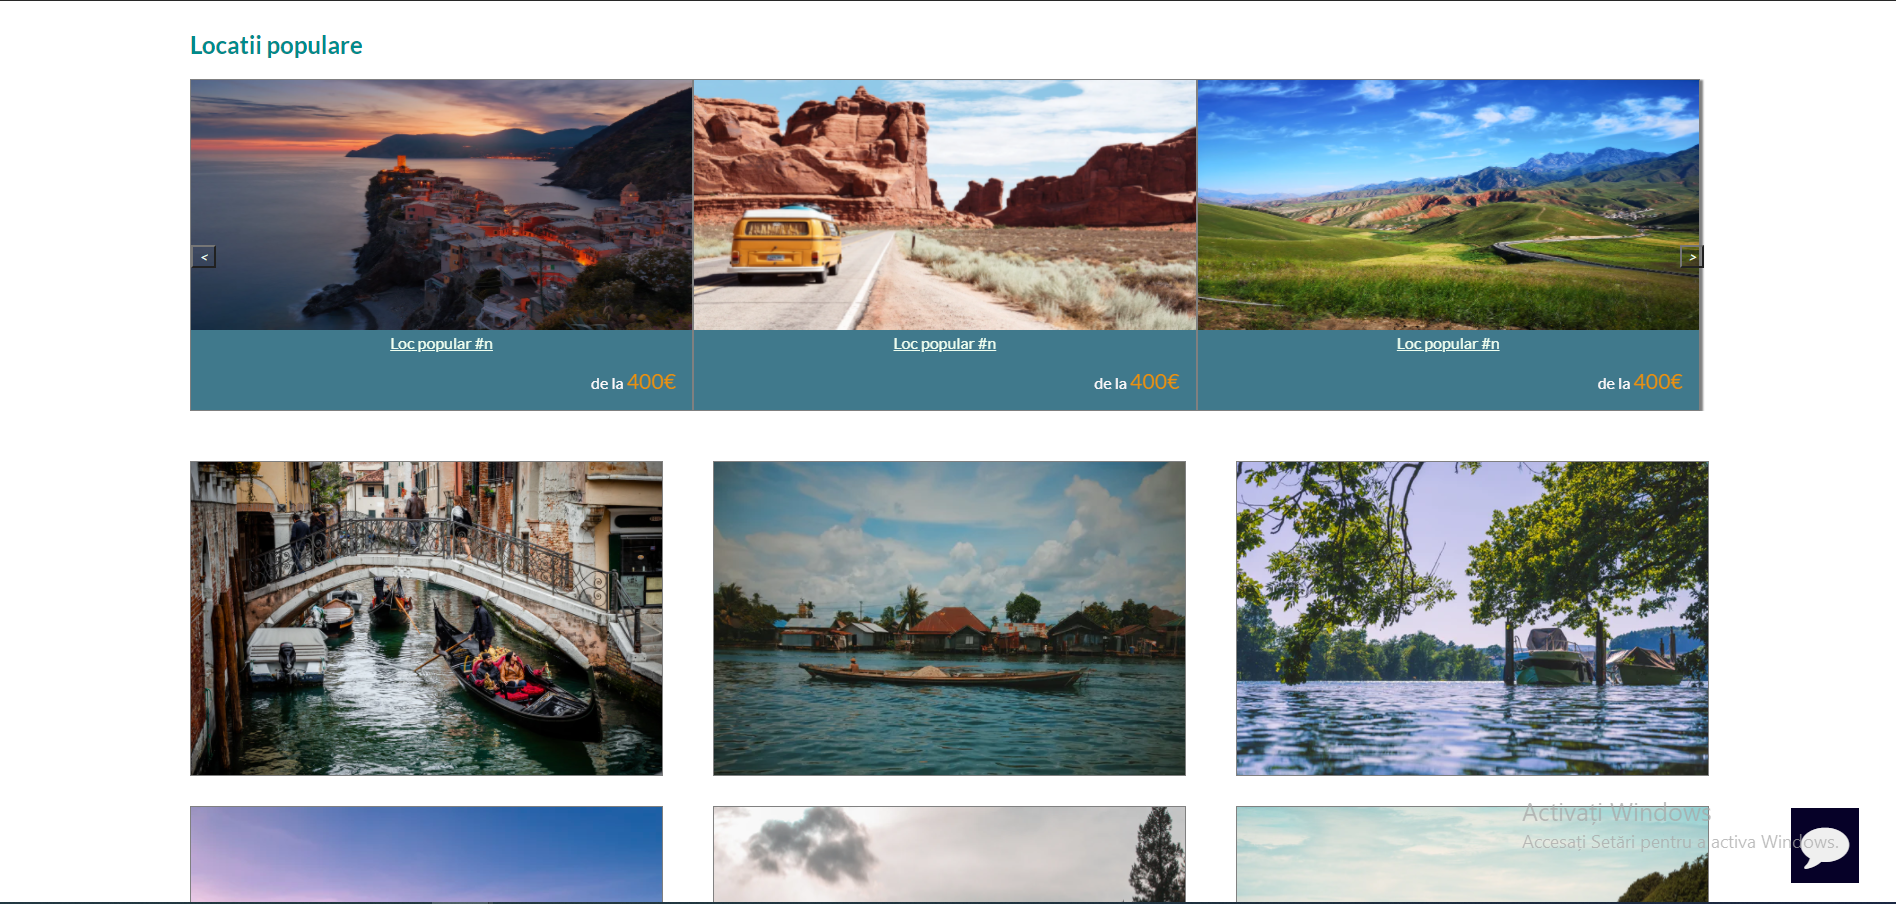 Locatii populare
<
>
Loc popular #n
de la 400€
Loc popular #n
de la 400€
Loc popular #n
de la 400€
Activați Windows
Accesați Setări pentru a activa Windows.